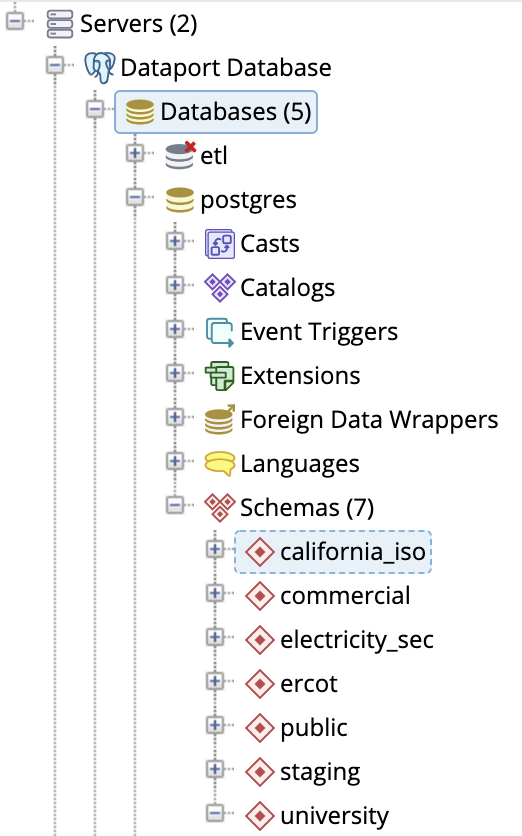 Servers (2)
Dataport Database
Databases (5)
etl
postgres
Casts
Catalogs
Event Triggers
Extensions
Foreign Data Wrappers
Languages
Schemas (7)
california_iso
commercial
electricity_sec
ercot
public
staging
university